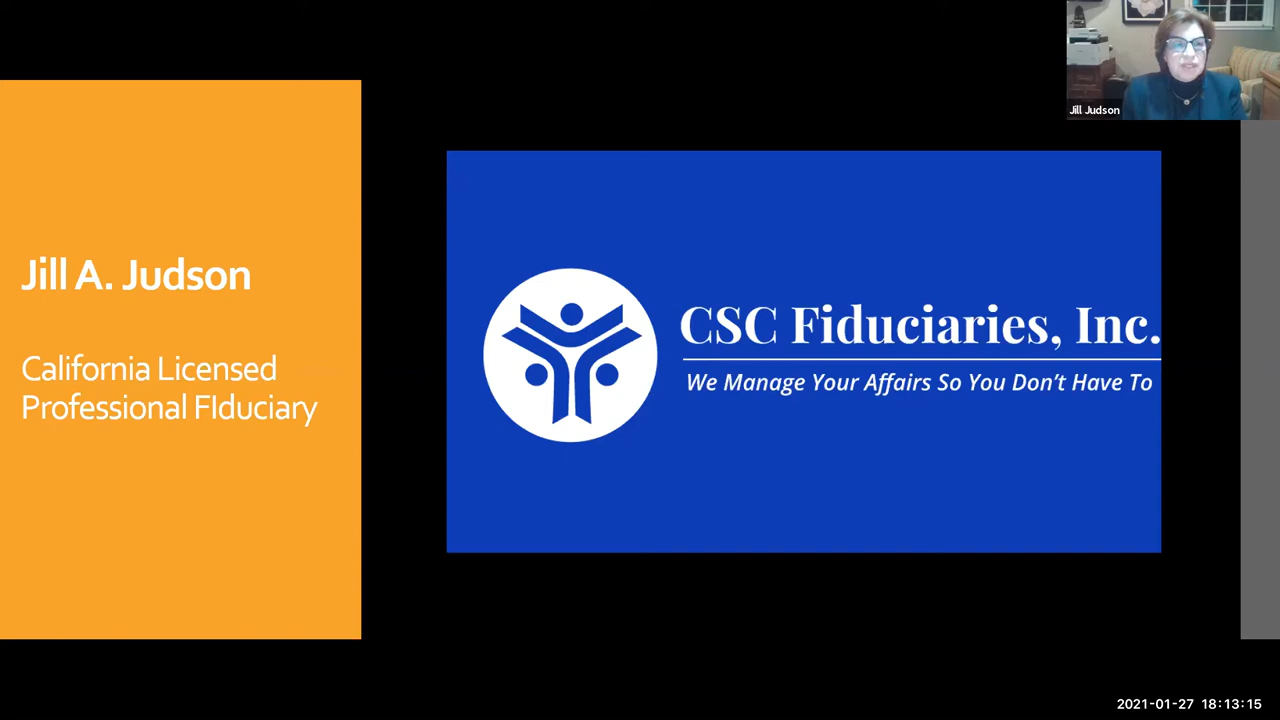 Jill Judson
Jill A. Judson
California Licensed
Professional FIduciary
CSC Fiduciaries, Inc.
We Manage Your Affairs So You Don't Have To
2021-01-27 18:13:15